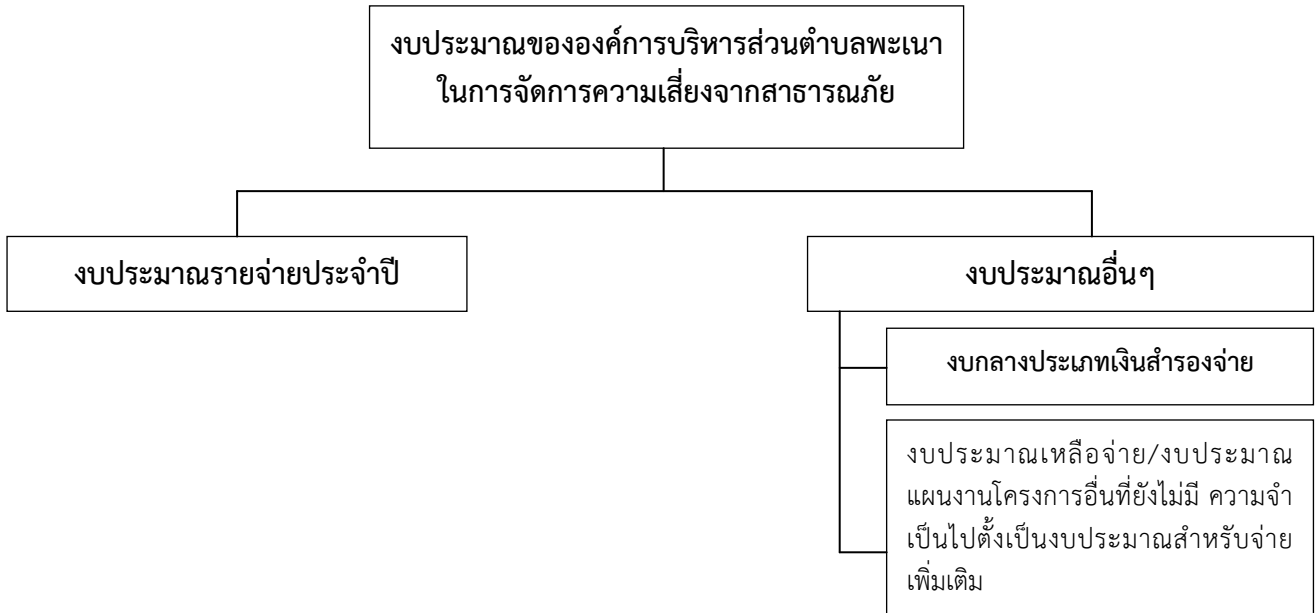 งบประมาณขององค์การบริหารส่วนตำบลพะเนา
ในการจัดการความเสี่ยงจากสาธารณภัย
งบประมาณรายจ่ายประจำปี
งบประมาณอื่นๆ
งบกลางประเภทเงินสำรองจ่าย
งบประมาณเหลือจ่าย/งบประมาณ
แผนงานโครงการอื่นที่ยังไม่มี ความจำ
เป็นไปตั้งเป็นงบประมาณสำหรับจ่าย
เพิ่มเติม